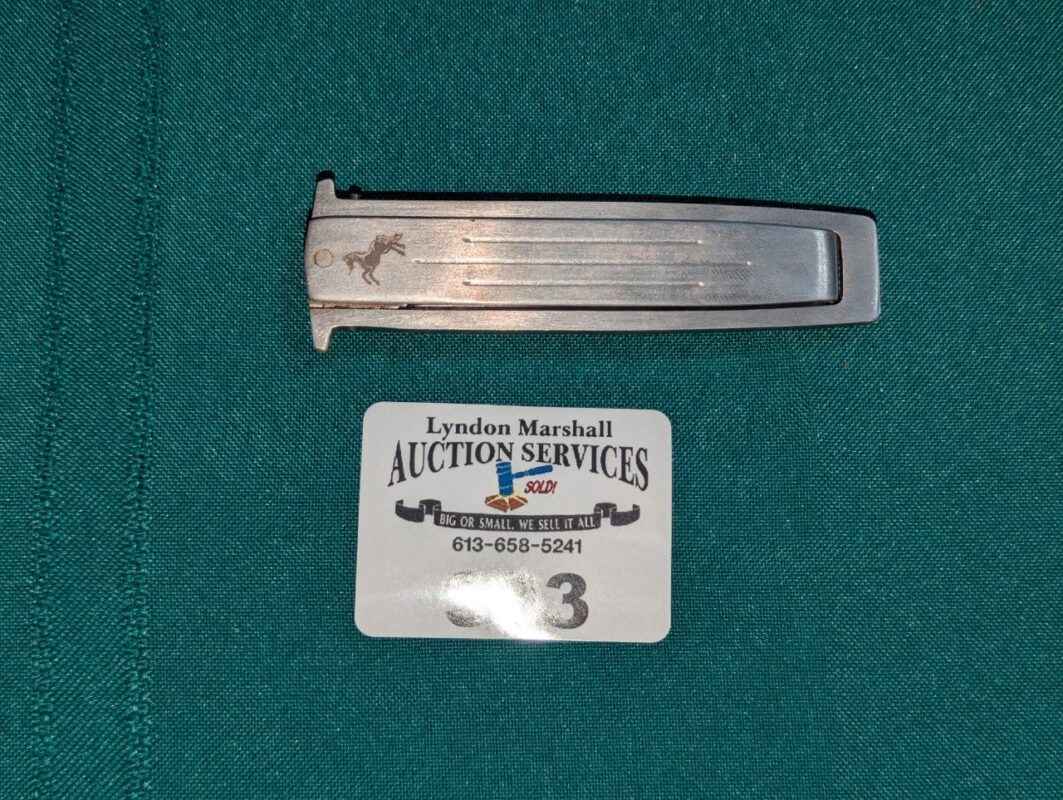 Lyndon Marshall
AUCTION SERVICES
SOLD!
BIG OR SMALL, WE SELL IT ALL
613-658-5241